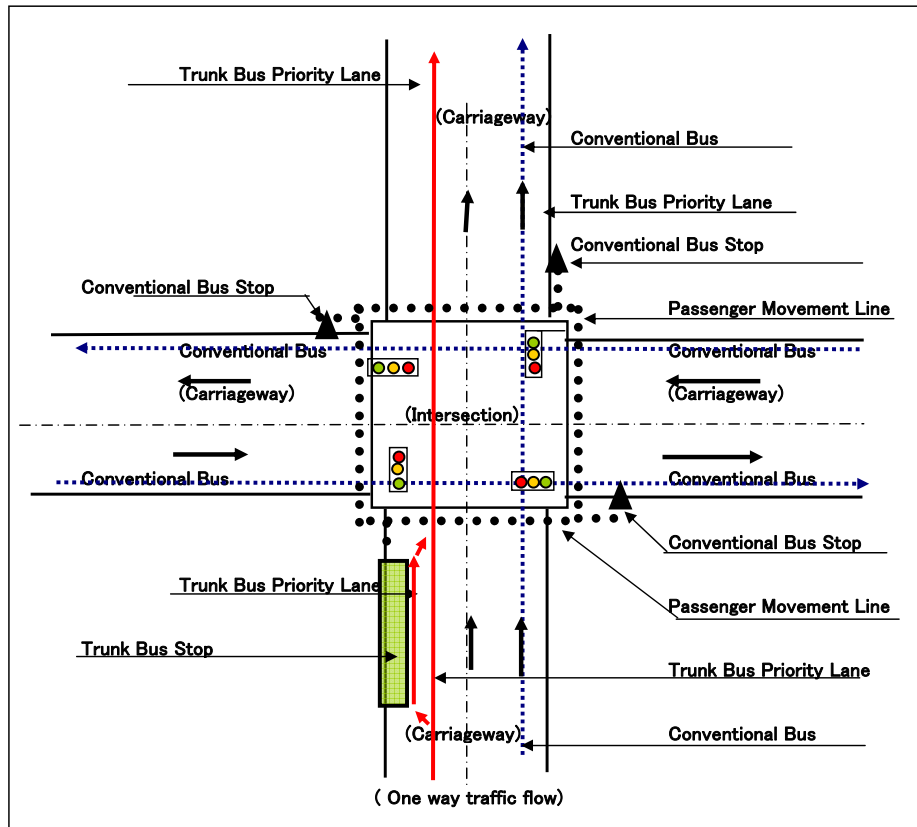 Trunk Bus Priority Lane
(Carriageway)
Conventional Bus
Trunk Bus Priority Lane
Conventional Bus Stop
Conventional Bus Stop
Passenger Movement Line
Conventional Bus
Conventional Bus
(Carriageway)
(Carriageway)
(Intersection)
Conventional Bus
Conventional Bus
Conventional Bus Stop
Trunk Bus Priority Lane
Passenger Movement Line
Trunk Bus Stop
Trunk Bus Priority Lane
(Carriageway)
Conventional Bus
( One way traffic flow)